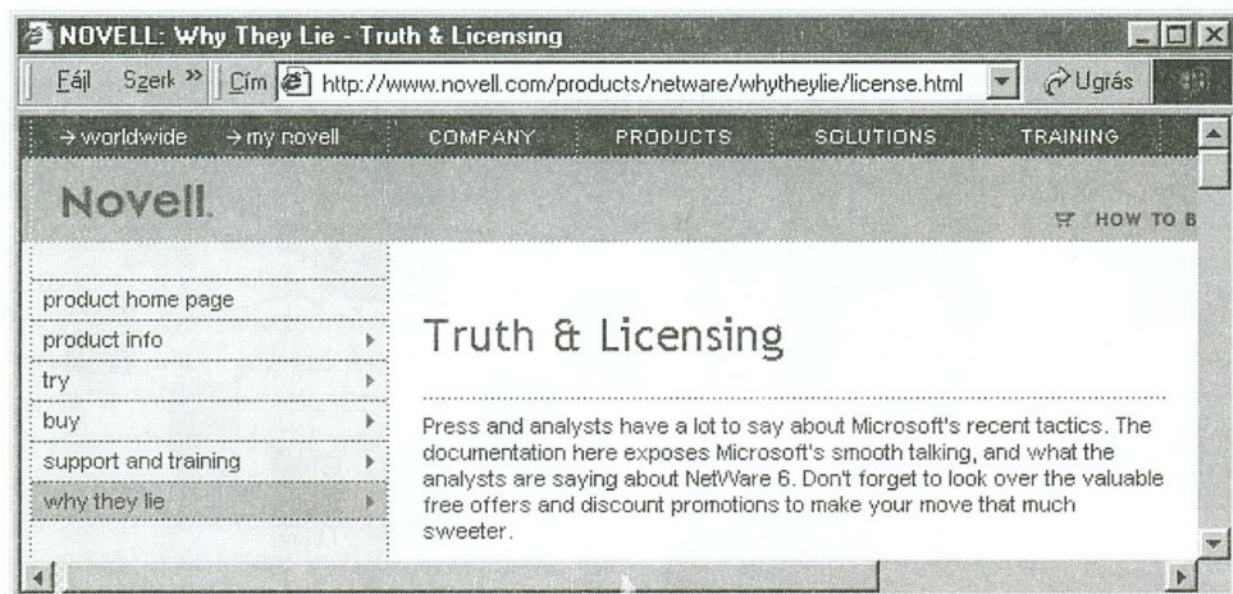 NOVELL: Why They Lie - Truth & Licensing
Fájl Szerk » Cím http://www.novell.com/products/netware/whytheylie/license.html Ugrás
→ worldwide → my novell COMPANY PRODUCTS SOLUTIONS TRAINING
Novell.
HOW TO B
product home page
product info
try
buy
support and training
why they lie
Truth & Licensing
Press and analysts have a lot to say about Microsoft's recent tactics. The
documentation here exposes Microsoft's smooth talking, and what the
analysts are saying about NetWare 6. Don't forget to look over the valuable
free offers and discount promotions to make your move that much
sweeter.